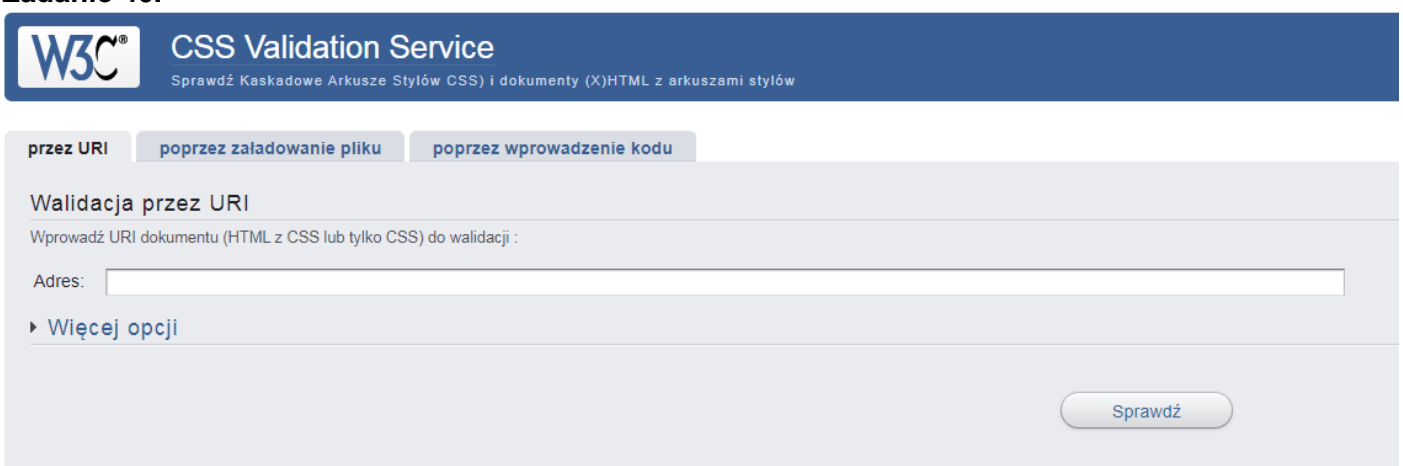 Zadanie 40.
W3C®
CSS Validation Service
Sprawdź Kaskadowe Arkusze Stylów CSS) i dokumenty (X)HTML z arkuszami stylów
przez URI poprzez załadowanie pliku poprzez wprowadzenie kodu
Walidacja przez URI
Wprowadź URI dokumentu (HTML z CSS lub tylko CSS) do walidacji :
Adres:
Więcej opcji
Sprawdź